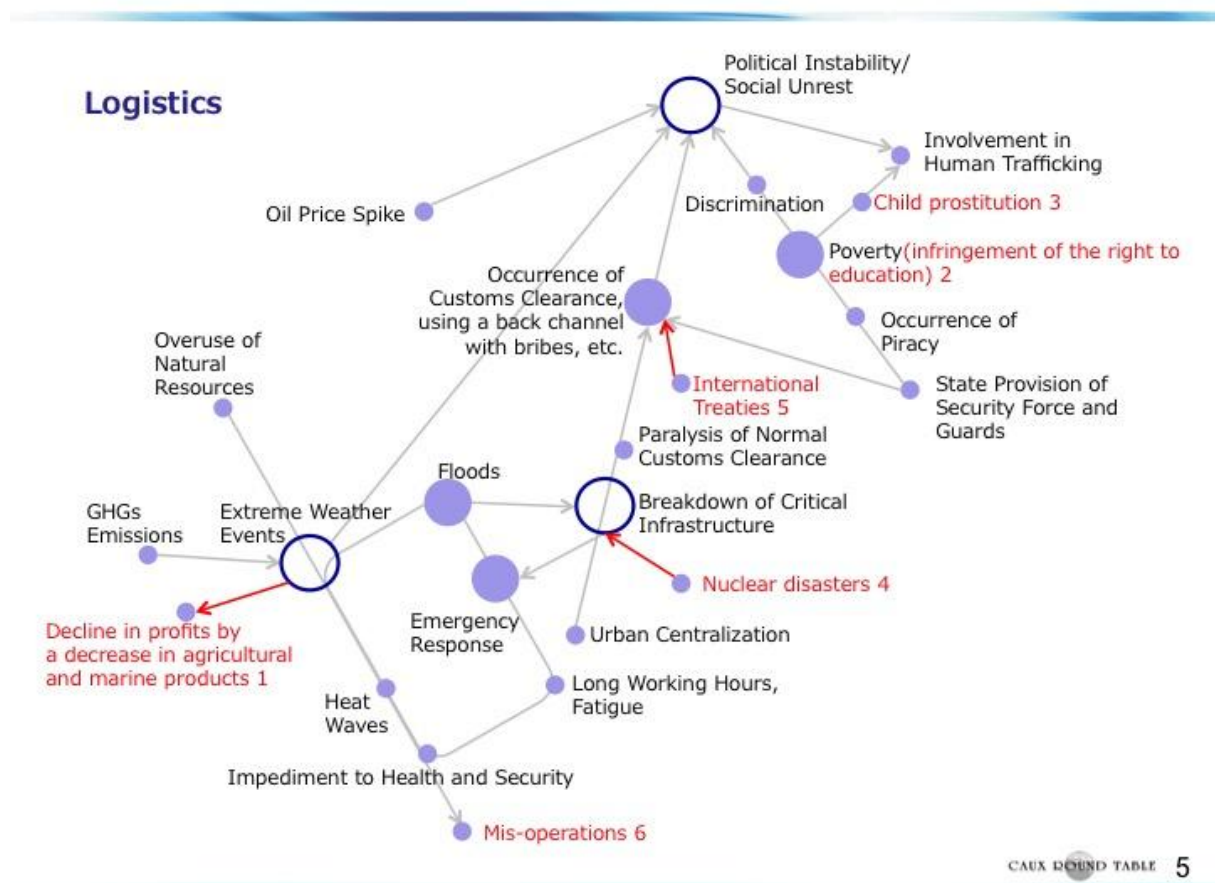 Logistics
Political Instability/
Social Unrest
Involvement in
Human Trafficking
Oil Price Spike
Discrimination
Child prostitution 3
Poverty(infringement of the right to
education) 2
Occurrence of
Customs Clearance,
using a back channel
with bribes, etc.
Occurrence of
Piracy
Overuse of
Natural
Resources
International
Treaties 5
State Provision of
Security Force and
Guards
Paralysis of Normal
Customs Clearance
Floods
GHGs
Emissions
Extreme Weather
Events
Breakdown of Critical
Infrastructure
Nuclear disasters 4
Decline in profits by
a decrease in agricultural
and marine products 1
Emergency
Response
Urban Centralization
Heat
Waves
Long Working Hours,
Fatigue
Impediment to Health and Security
Mis-operations 6
CAUX ROUND TABLE 5